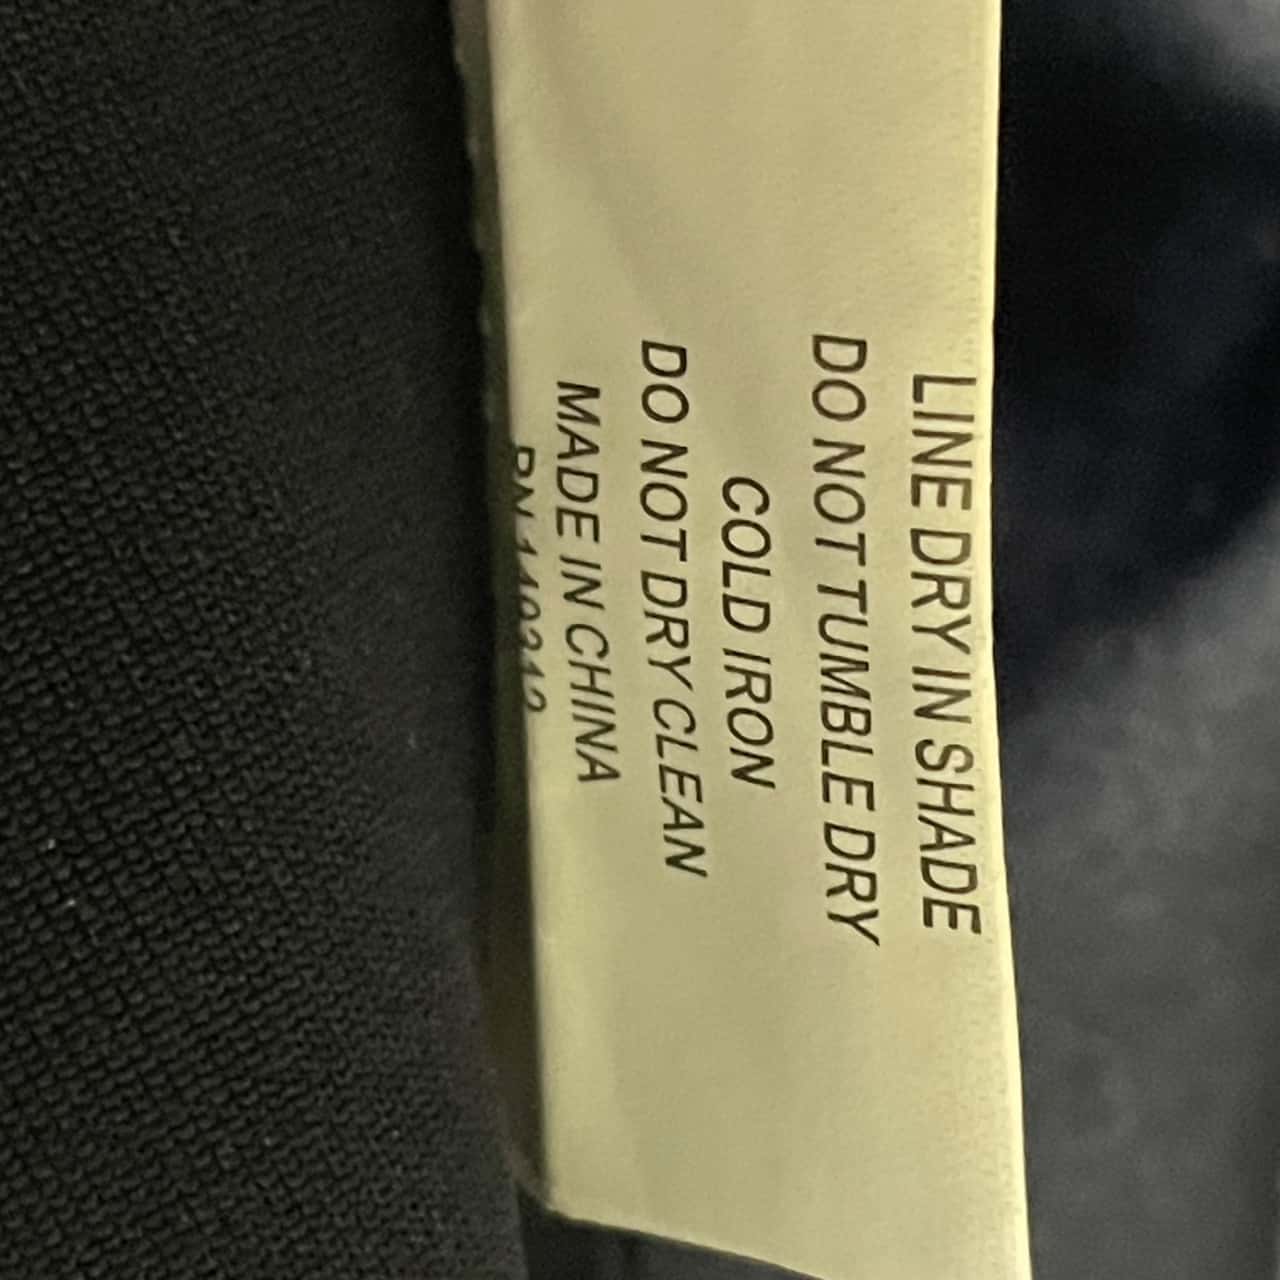 LINE DRY IN SHADE
DO NOT TUMBLE DRY
COLD IRON
DO NOT DRY CLEAN
MADE IN CHINA